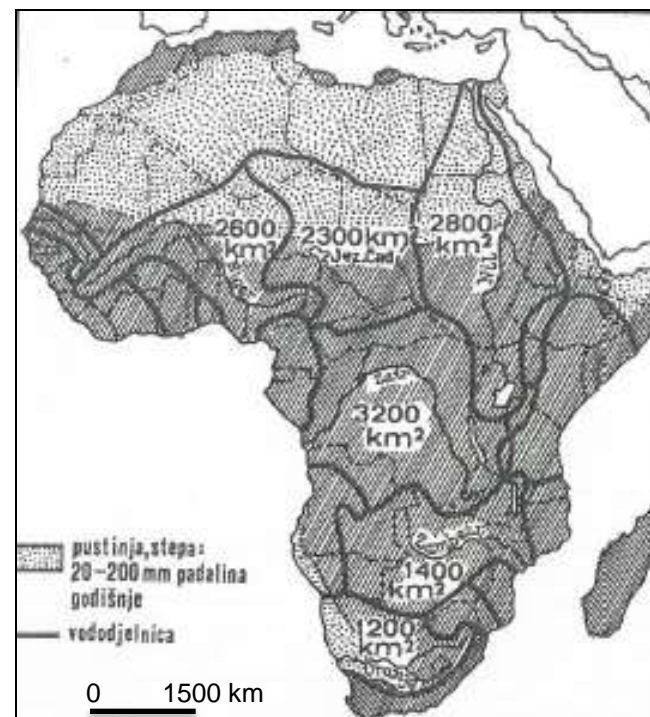 2600
km²
2300 km²
Jez.Čad
2800
km²
3200
km²
1400
km²
1200
km²
pustinja, stepa:
20-200 mm padalina
godišnje
vododjelnica
0 1500 km